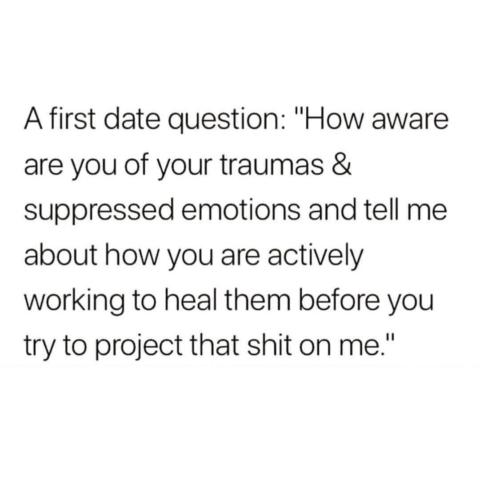 A first date question: "How aware
are you of your traumas &
suppressed emotions and tell me
about how you are actively
working to heal them before you
try to project that shit on me."